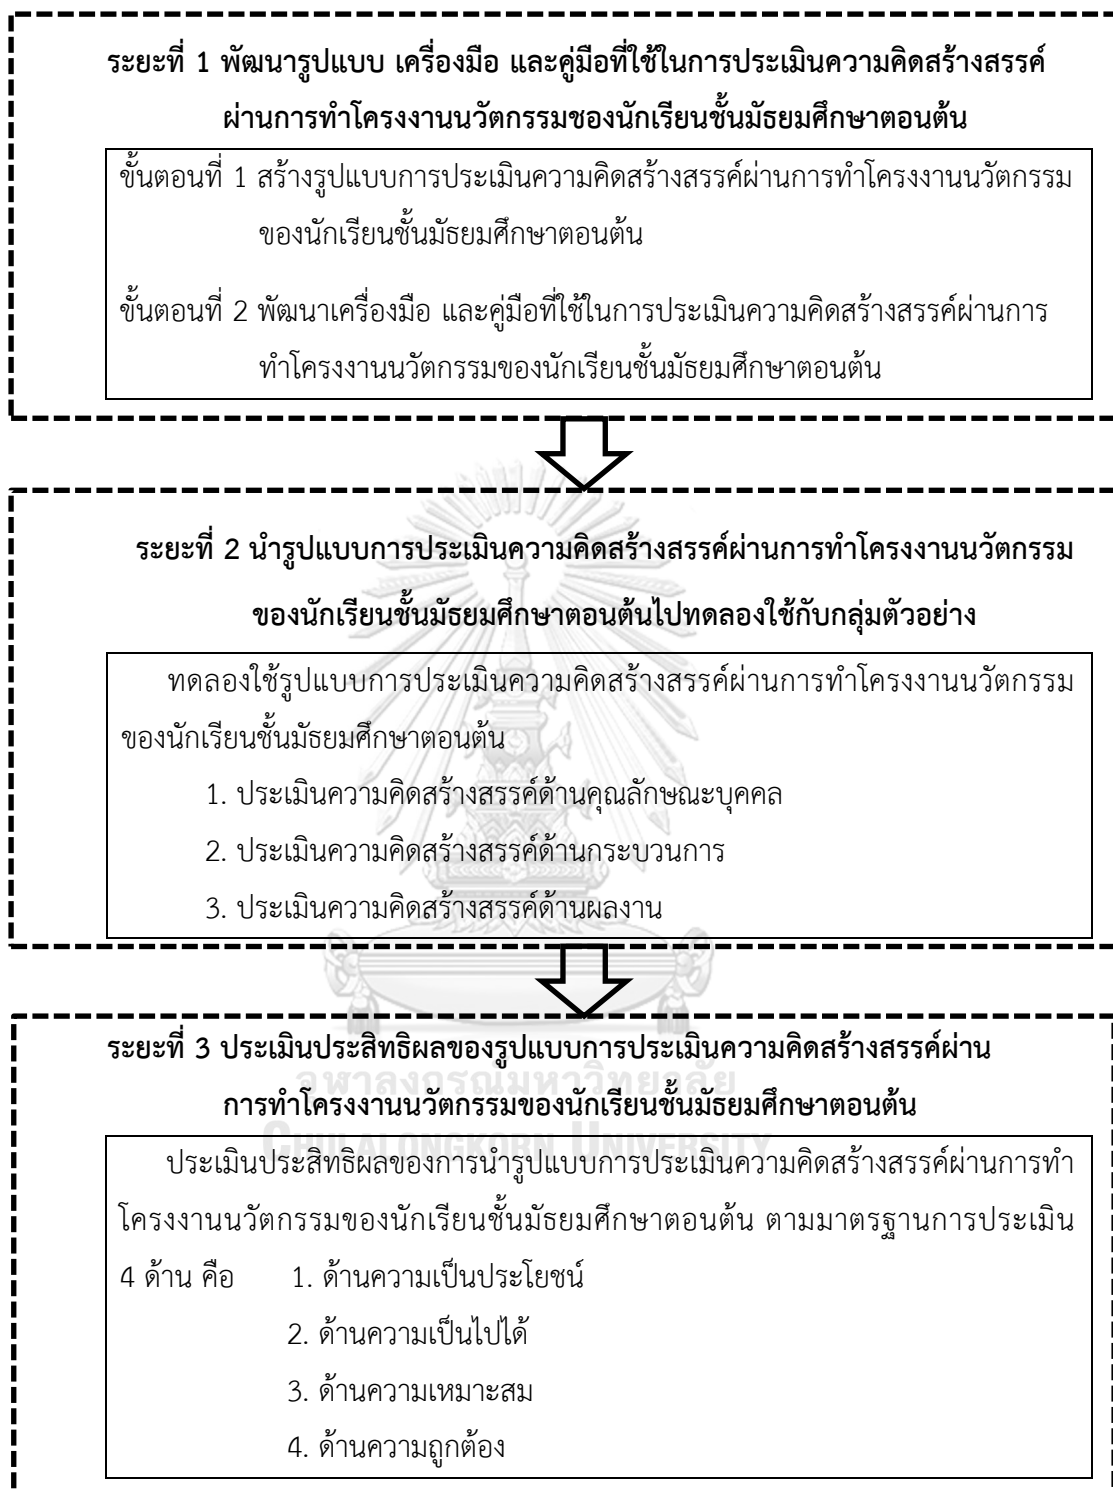 ระยะที่ 1 พัฒนารูปแบบ เครื่องมือ และคู่มือที่ใช้ในการประเมินความคิดสร้างสรรค์
ผ่านการทำโครงงานนวัตกรรมชองนักเรียนชั้นมัธยมศึกษาตอนต้น
ขั้นตอนที่ 1 สร้างรูปแบบการประเมินความคิดสร้างสรรค์ผ่านการทำโครงงานนวัตกรรม
ของนักเรียนชั้นมัธยมศึกษาตอนต้น
ขั้นตอนที่ 2 พัฒนาเครื่องมือ และคู่มือที่ใช้ในการประเมินความคิดสร้างสรรค์ผ่านการ
ทำโครงงานนวัตกรรมของนักเรียนชั้นมัธยมศึกษาตอนต้น
ระยะที่ 2 นำรูปแบบการประเมินความคิดสร้างสรรค์ผ่านการทำโครงงานนวัตกรรม
ของนักเรียนชั้นมัธยมศึกษาตอนต้นไปทดลองใช้กับกลุ่มตัวอย่าง
ทดลองใช้รูปแบบการประเมินความคิดสร้างสรรค์ผ่านการทำโครงงานนวัตกรรม
ของนักเรียนชั้นมัธยมศึกษาตอนต้น
1. ประเมินความคิดสร้างสรรค์ด้านคุณลักษณะบุคคล
2. ประเมินความคิดสร้างสรรค์ด้านกระบวนการ
3. ประเมินความคิดสร้างสรรค์ด้านผลงาน
ระยะที่ 3 ประเมินประสิทธิผลของรูปแบบการประเมินความคิดสร้างสรรค์ผ่าน
จุฬาลงกรณ์มหาวิทยาลัย
การทำโครงงานนวัตกรรมของนักเรียนชั้นมัธยมศึกษาตอนต้น
CHULALONGKORN UNIVERSITY
ประเมินประสิทธิผลของการนำรูปแบบการประเมินความคิดสร้างสรรค์ผ่านการทำ
โครงงานนวัตกรรมของนักเรียนชั้นมัธยมศึกษาตอนต้น ตามมาตรฐานการประเมิน
4 ด้าน คือ 1. ด้านความเป็นประโยชน์
2. ด้านความเป็นไปได้
3. ด้านความเหมาะสม
4. ด้านความถูกต้อง